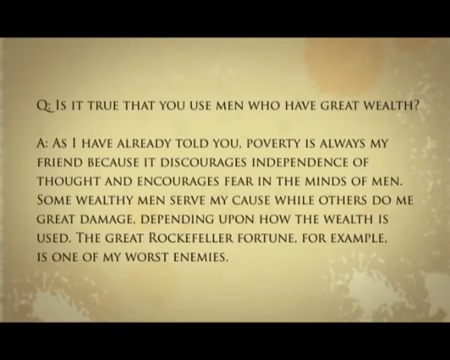 Q: Is it true that you use men who have great wealth?
A: As I have already told you, poverty is always my
friend because it discourages independence of
thought and encourages fear in the minds of men.
Some wealthy men serve my cause while others do me
great damage, depending upon how the wealth is
used. The great Rockefeller fortune, for example,
is one of my worst enemies.